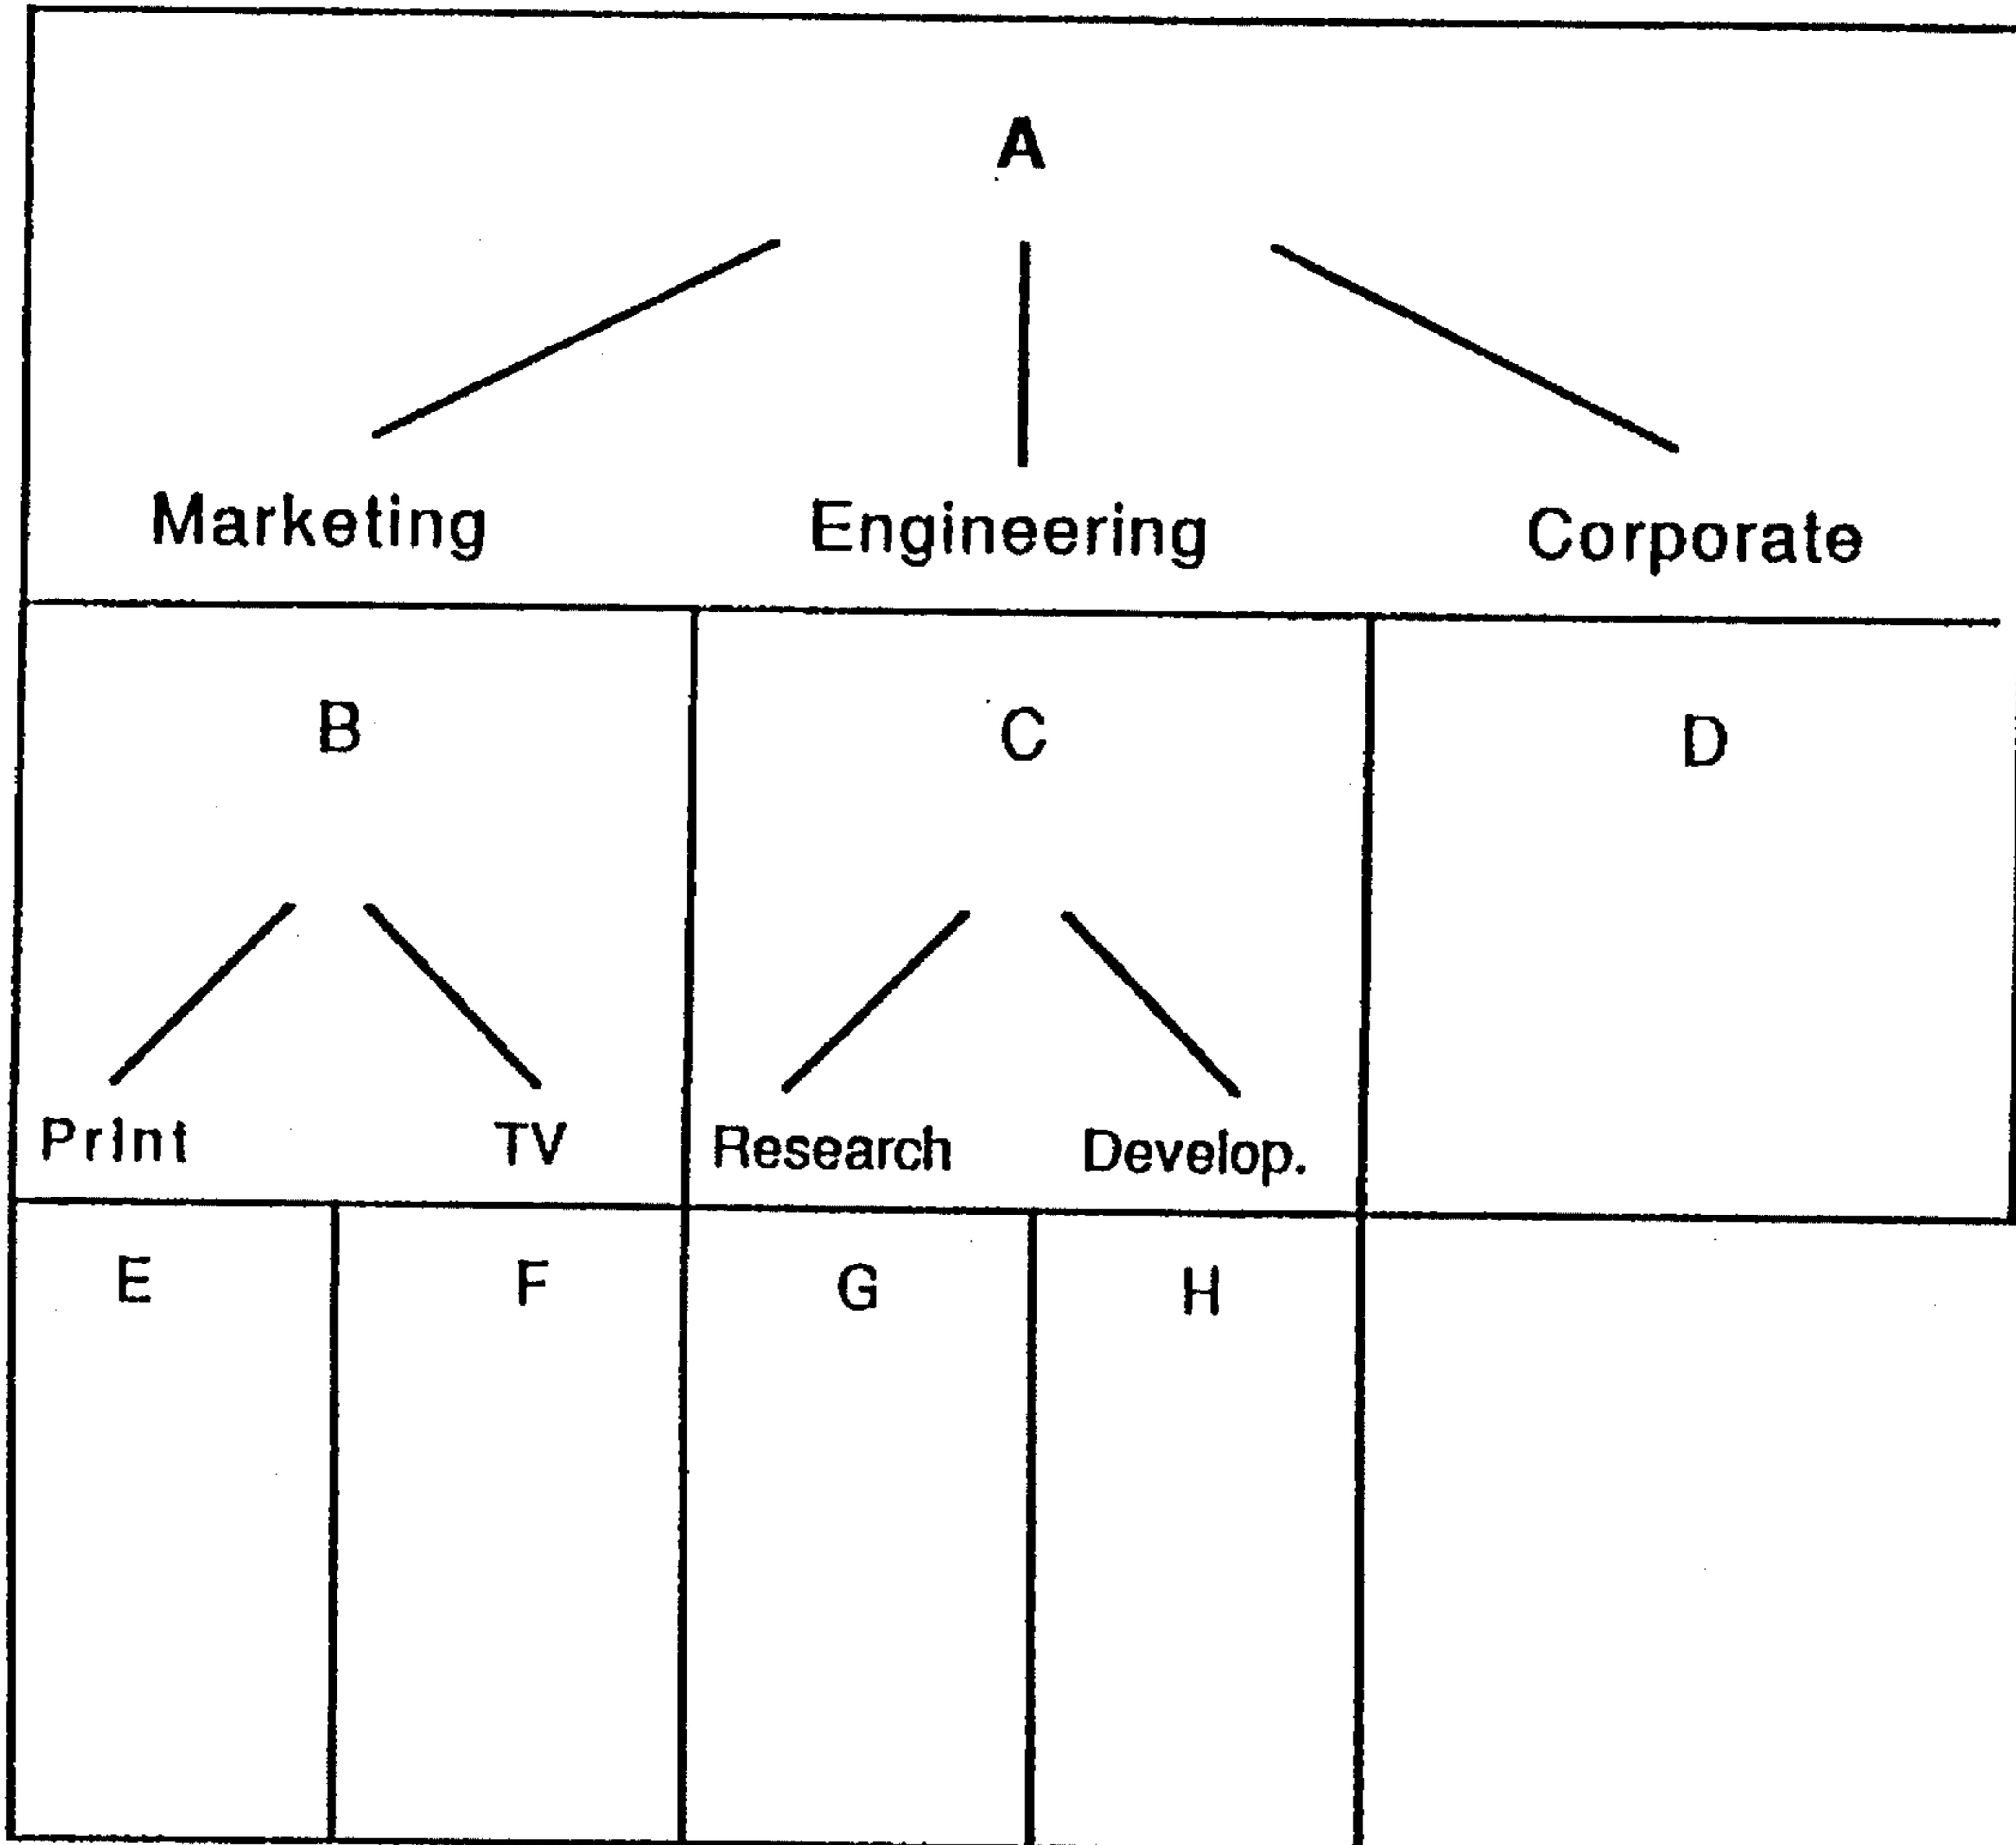 A
Marketing Engineering Corporate
B C D
Print TV Research Develop.
E F G H